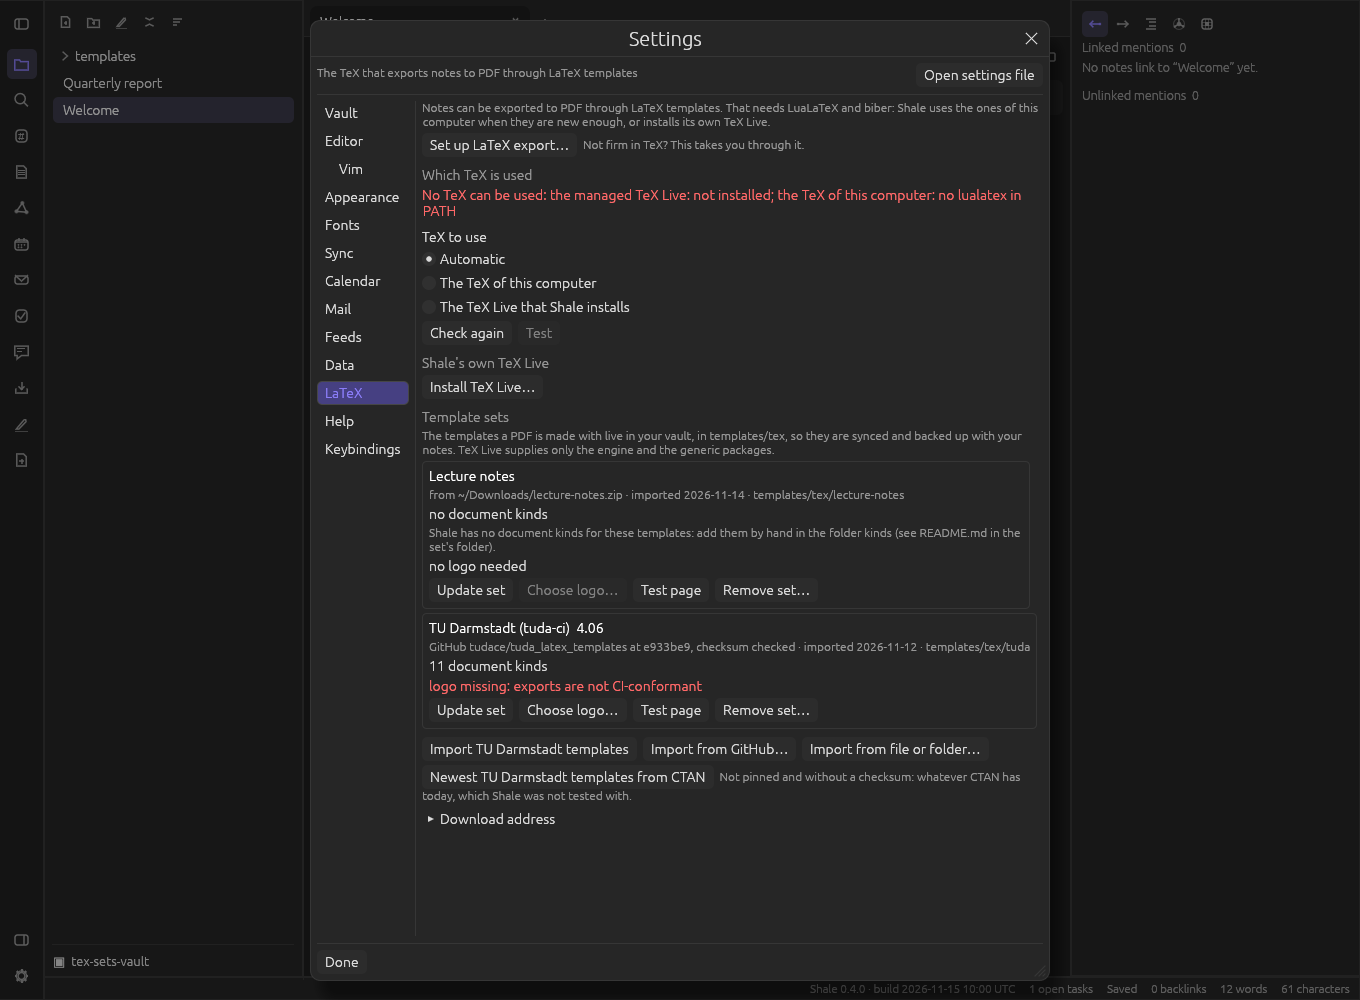 Settings
The TeX that exports notes to PDF through LaTeX templates
Open settings file
templates
Quarterly report
Welcome
tex-sets-vault
Vault
Editor
Vim
Appearance
Fonts
Sync
Calendar
Mail
Feeds
Data
LaTeX
Help
Keybindings
Notes can be exported to PDF through LaTeX templates. That needs LuaLaTeX and biber: Shale uses the ones of this
computer when they are new enough, or installs its own TeX Live.
Set up LaTeX export… Not firm in TeX? This takes you through it.
Which TeX is used
No TeX can be used: the managed TeX Live: not installed; the TeX of this computer: no lualatex in
PATH
TeX to use
Automatic
The TeX of this computer
The TeX Live that Shale installs
Check again Test
Shale's own TeX Live
Install TeX Live…
Template sets
The templates a PDF is made with live in your vault, in templates/tex, so they are synced and backed up with your
notes. TeX Live supplies only the engine and the generic packages.
Lecture notes
from ~/Downloads/lecture-notes.zip · imported 2026-11-14 · templates/tex/lecture-notes
no document kinds
Shale has no document kinds for these templates: add them by hand in the folder kinds (see README.md in the
set's folder).
no logo needed
Update set Choose logo… Test page Remove set…
TU Darmstadt (tuda-ci) 4.06
GitHub tudace/tuda_latex_templates at e933be9, checksum checked · imported 2026-11-12 · templates/tex/tuda
11 document kinds
logo missing: exports are not CI-conformant
Update set Choose logo… Test page Remove set…
Import TU Darmstadt templates Import from GitHub… Import from file or folder…
Newest TU Darmstadt templates from CTAN Not pinned and without a checksum: whatever CTAN has
today, which Shale was not tested with.
Download address
Done
Linked mentions 0
No notes link to “Welcome” yet.
Unlinked mentions 0
Shale 0.4.0 · build 2026-11-15 10:00 UTC 1 open tasks Saved 0 backlinks 12 words 61 characters